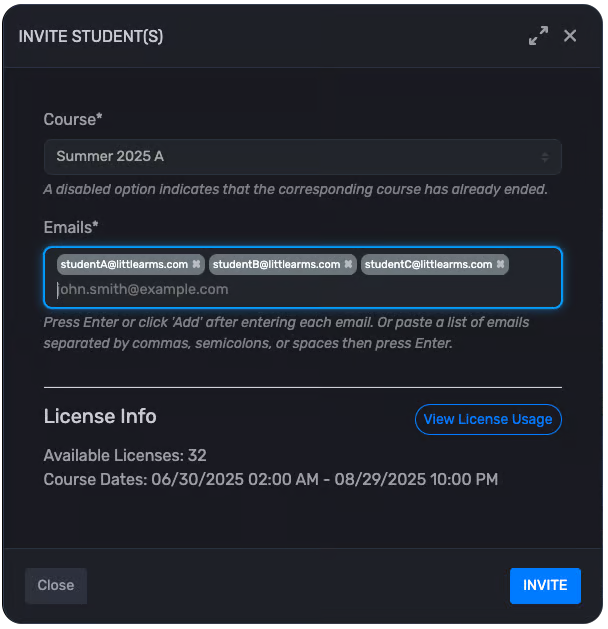 INVITE STUDENT(S)
Course*
Summer 2025 A
A disabled option indicates that the corresponding course has already ended.
Emails*
studentA@littlearms.com ✖ studentB@littlearms.com ✖ studentC@littlearms.com ✖
john.smith@example.com
Press Enter or click 'Add' after entering each email. Or paste a list of emails
separated by commas, semicolons, or spaces then press Enter.
License Info
View License Usage
Available Licenses: 32
Course Dates: 06/30/2025 02:00 AM - 08/29/2025 10:00 PM
Close
INVITE